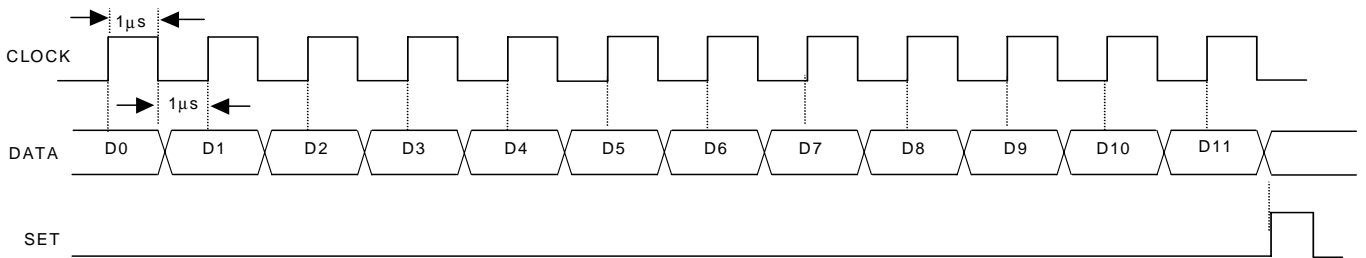 1μs
CLOCK
1μs
DATA D0 D1 D2 D3 D4 D5 D6 D7 D8 D9 D10 D11
SET